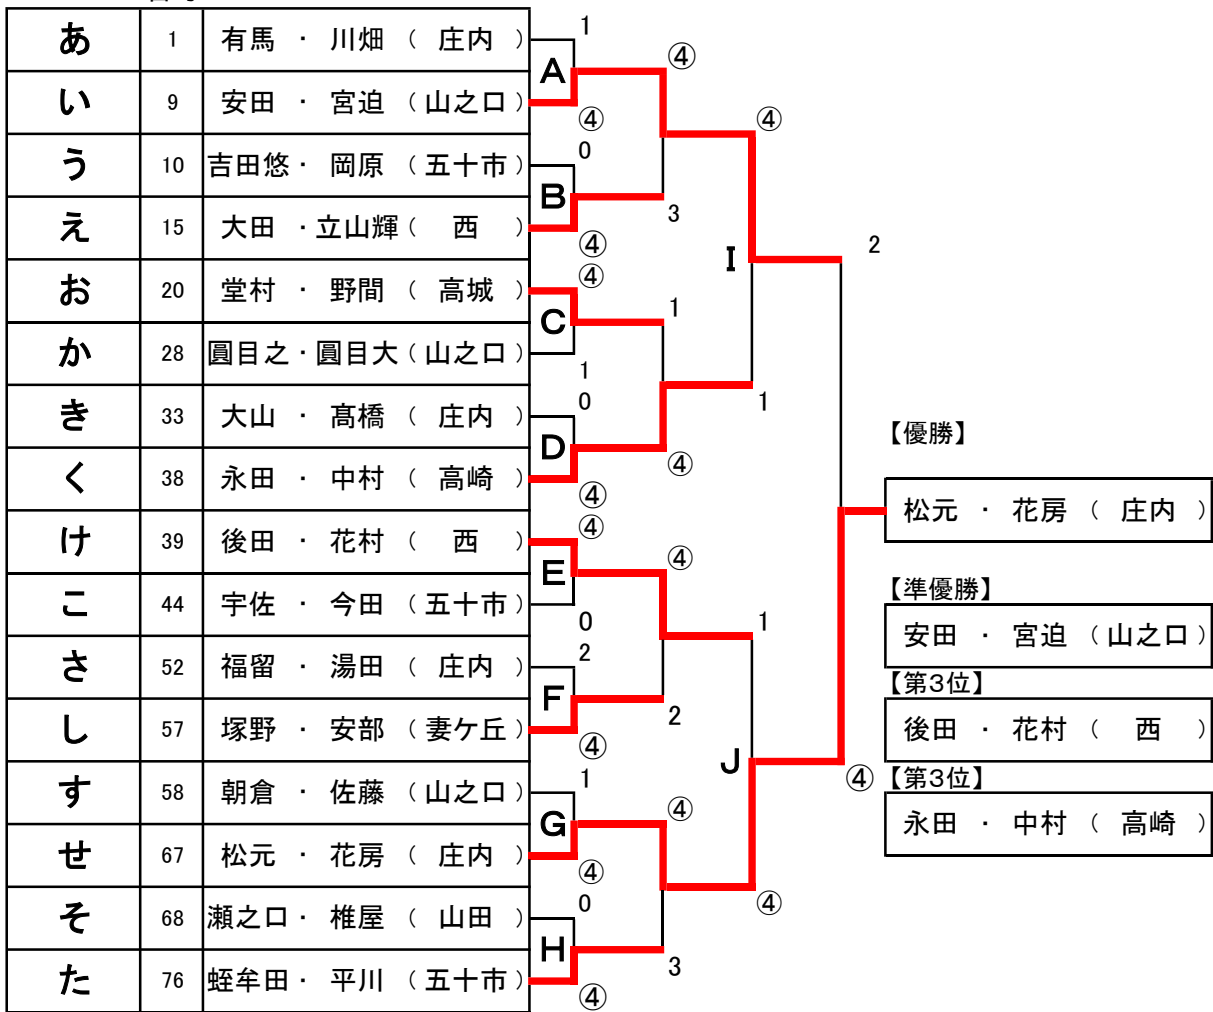 あ 1 有馬 ・ 川畑 （ 庄内 ）
い 9 安田 ・ 宮迫 （山之口）
う 10 吉田悠・ 岡原 （五十市）
え 15 大田 ・立山輝（ 西 ）
お 20 堂村 ・ 野間 （ 高城 ）
か 28 圓目之・圓目大（山之口）
き 33 大山 ・ 髙橋 （ 庄内 ）
く 38 永田 ・ 中村 （ 高崎 ）
け 39 後田 ・ 花村 （ 西 ）
こ 44 宇佐 ・ 今田 （五十市）
さ 52 福留 ・ 湯田 （ 庄内 ）
し 57 塚野 ・ 安部 （妻ケ丘）
す 58 朝倉 ・ 佐藤 （山之口）
せ 67 松元 ・ 花房 （ 庄内 ）
そ 68 瀬之口・ 椎屋 （ 山田 ）
た 76 蛭牟田・ 平川 （五十市）
1
A
④
0
B
④
④
C
1
0
D
④
④
E
0
2
F
④
1
G
④
0
H
④
④
3
1
④
④
2
④
3
④
I
1
1
J
④
2
④
【優勝】
松元 ・ 花房 （ 庄内 ）
【準優勝】
安田 ・ 宮迫 （山之口）
【第3位】
後田 ・ 花村 （ 西 ）
【第3位】
永田 ・ 中村 （ 高崎 ）